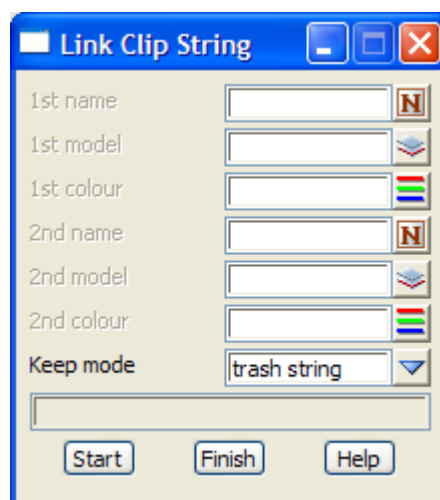 Link Clip String
1st name N
1st model
1st colour
2nd name N
2nd model
2nd colour
Keep mode trash string
Start Finish Help